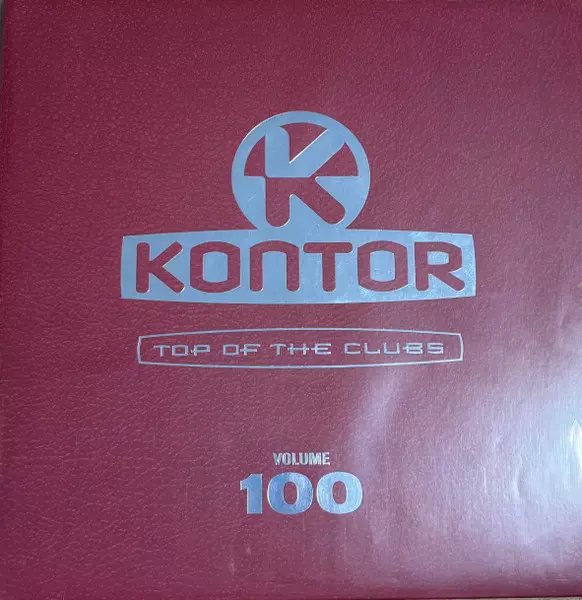 K
KONTOR
TOP OF THE CLUBS
VOLUME
100